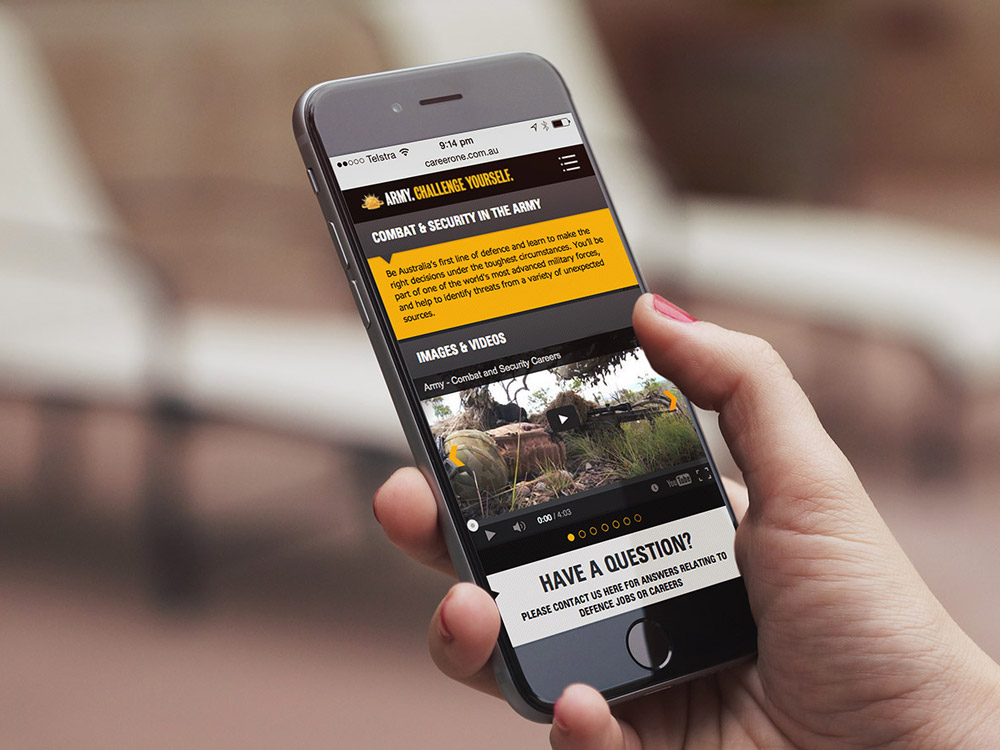 Telstra
9:14 pm
careerone.com.au
ARMY. CHALLENGE YOURSELF.
COMBAT & SECURITY IN THE ARMY
Be Australia's first line of defence and learn to make the
right decisions under the toughest circumstances. You'll be
part of one of the world's most advanced military forces,
and help to identify threats from a variety of unexpected
sources.
IMAGES & VIDEOS
Army - Combat and Security Careers
0:00 / 4:03
YouTube
HAVE A QUESTION?
PLEASE CONTACT US HERE FOR ANSWERS RELATING TO
DEFENCE JOBS OR CAREERS